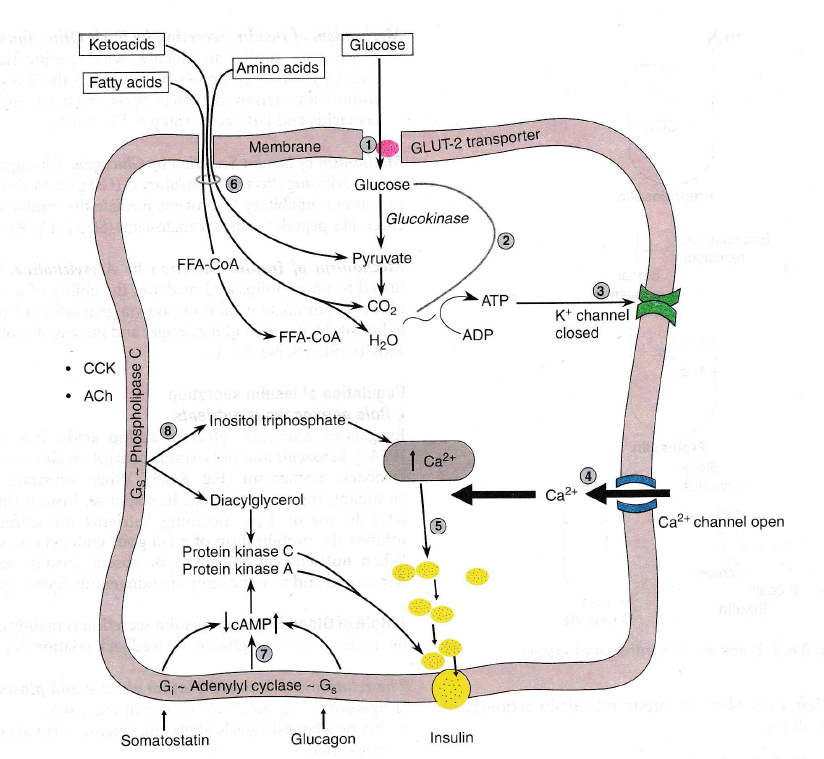 Ketoacids
Glucose
Fatty acids
Amino acids
1
Membrane
GLUT-2 transporter
6
Glucose
Glucokinase
2
FFA-CoA
Pyruvate
CO2
ATP
3
K+ channel
closed
FFA-CoA
H2O
ADP
• CCK
• ACh
Gs ~ Phospholipase C
8
Inositol triphosphate
↑ Ca2+
4
Ca2+
Ca2+ channel open
Diacylglycerol
5
Protein kinase C
Protein kinase A
↓cAMP↑
7
Gi ~ Adenylyl cyclase ~ Gs
Somatostatin
Glucagon
Insulin